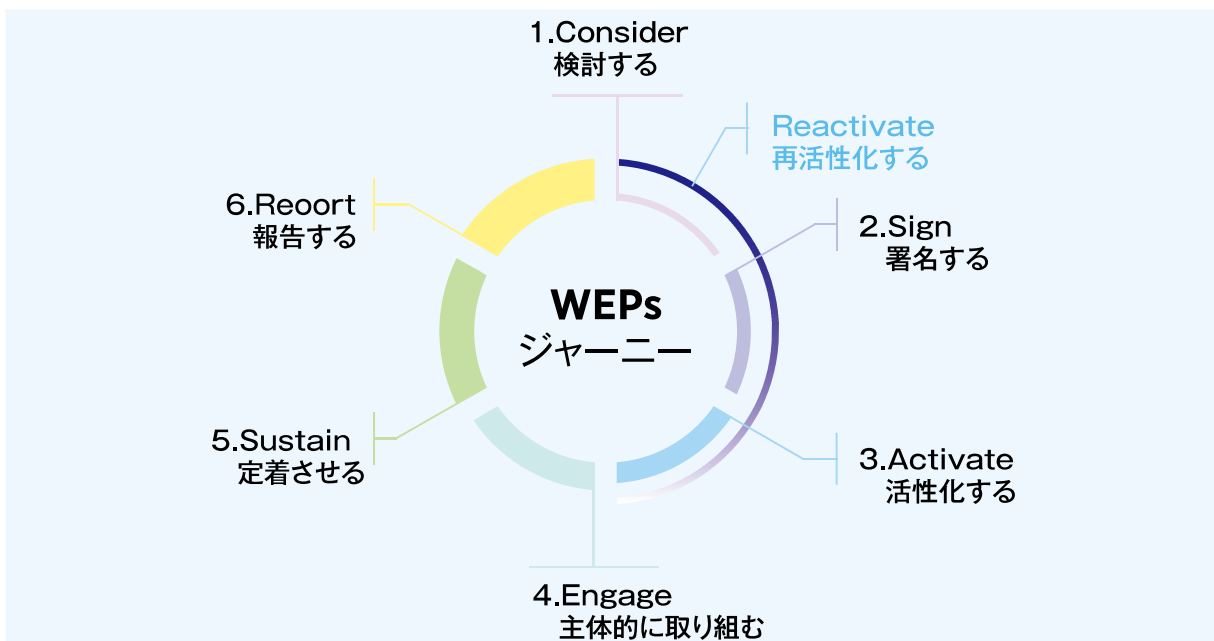 1.Consider
検討する
Reactivate
再活性化する
2.Sign
署名する
3.Activate
活性化する
4.Engage
主体的に取り組む
5.Sustain
定着させる
6.Reoort
報告する
WEPs
ジャーニー